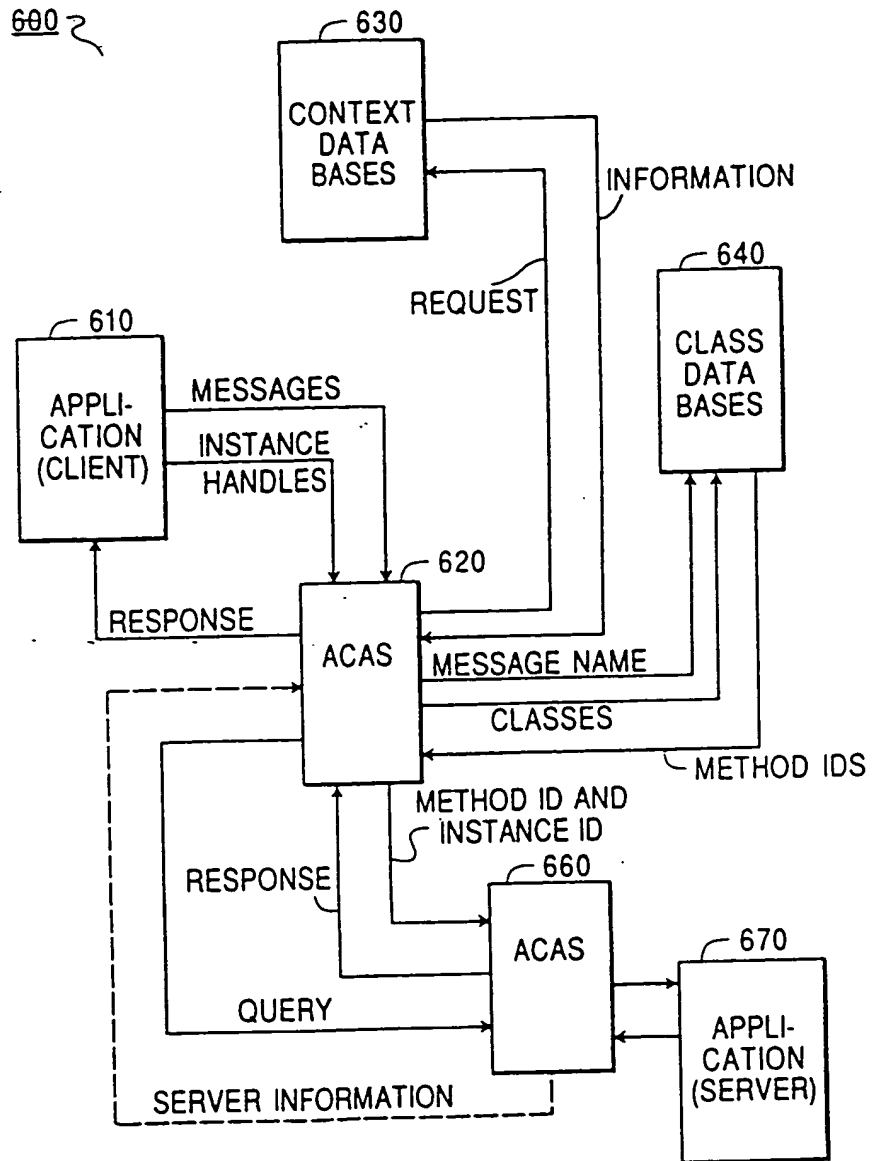 600
630
CONTEXT
DATA
BASES
INFORMATION
640
REQUEST
CLASS
DATA
BASES
610
APPLI-
CATION
(CLIENT)
MESSAGES
INSTANCE
HANDLES
620
RESPONSE
ACAS
MESSAGE NAME
CLASSES
METHOD IDS
METHOD ID AND
INSTANCE ID
RESPONSE
660
ACAS
670
QUERY
APPLI-
CATION
(SERVER)
SERVER INFORMATION